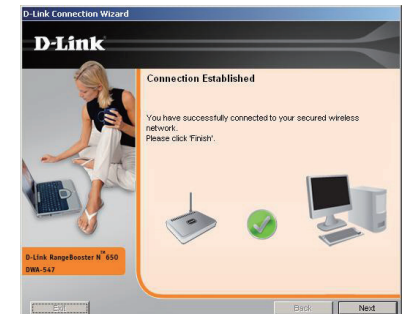 D-Link Connection Wizard
D-Link
Connection Established
You have successfully connected to your secured wireless
network.
Please click 'Finish'.
D-Link RangeBooster N™ 650
DWA-547
Exit
Back
Next